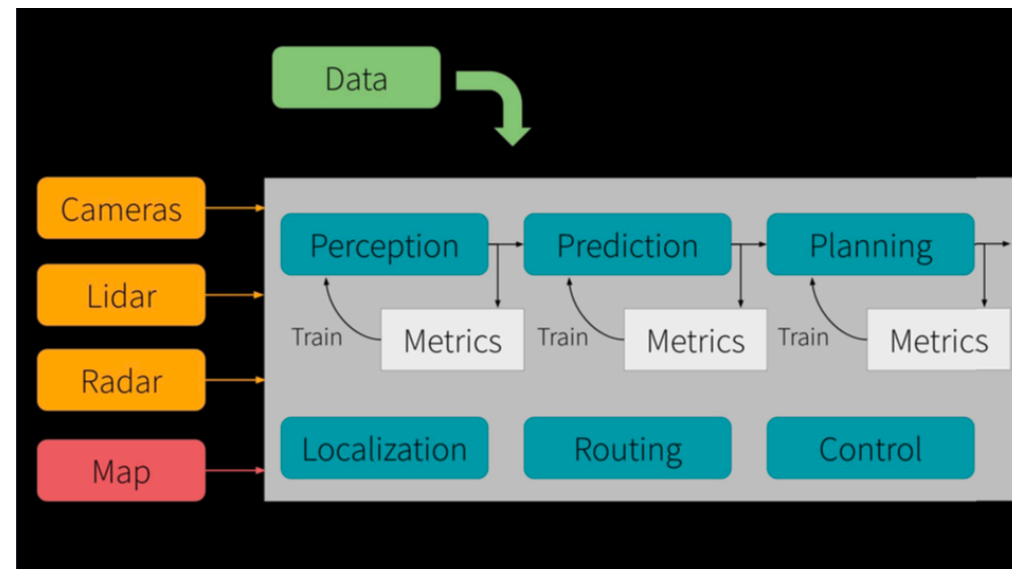 Data
Cameras
Lidar
Radar
Map
Perception
Prediction
Planning
Train
Metrics
Train
Metrics
Train
Metrics
Localization
Routing
Control